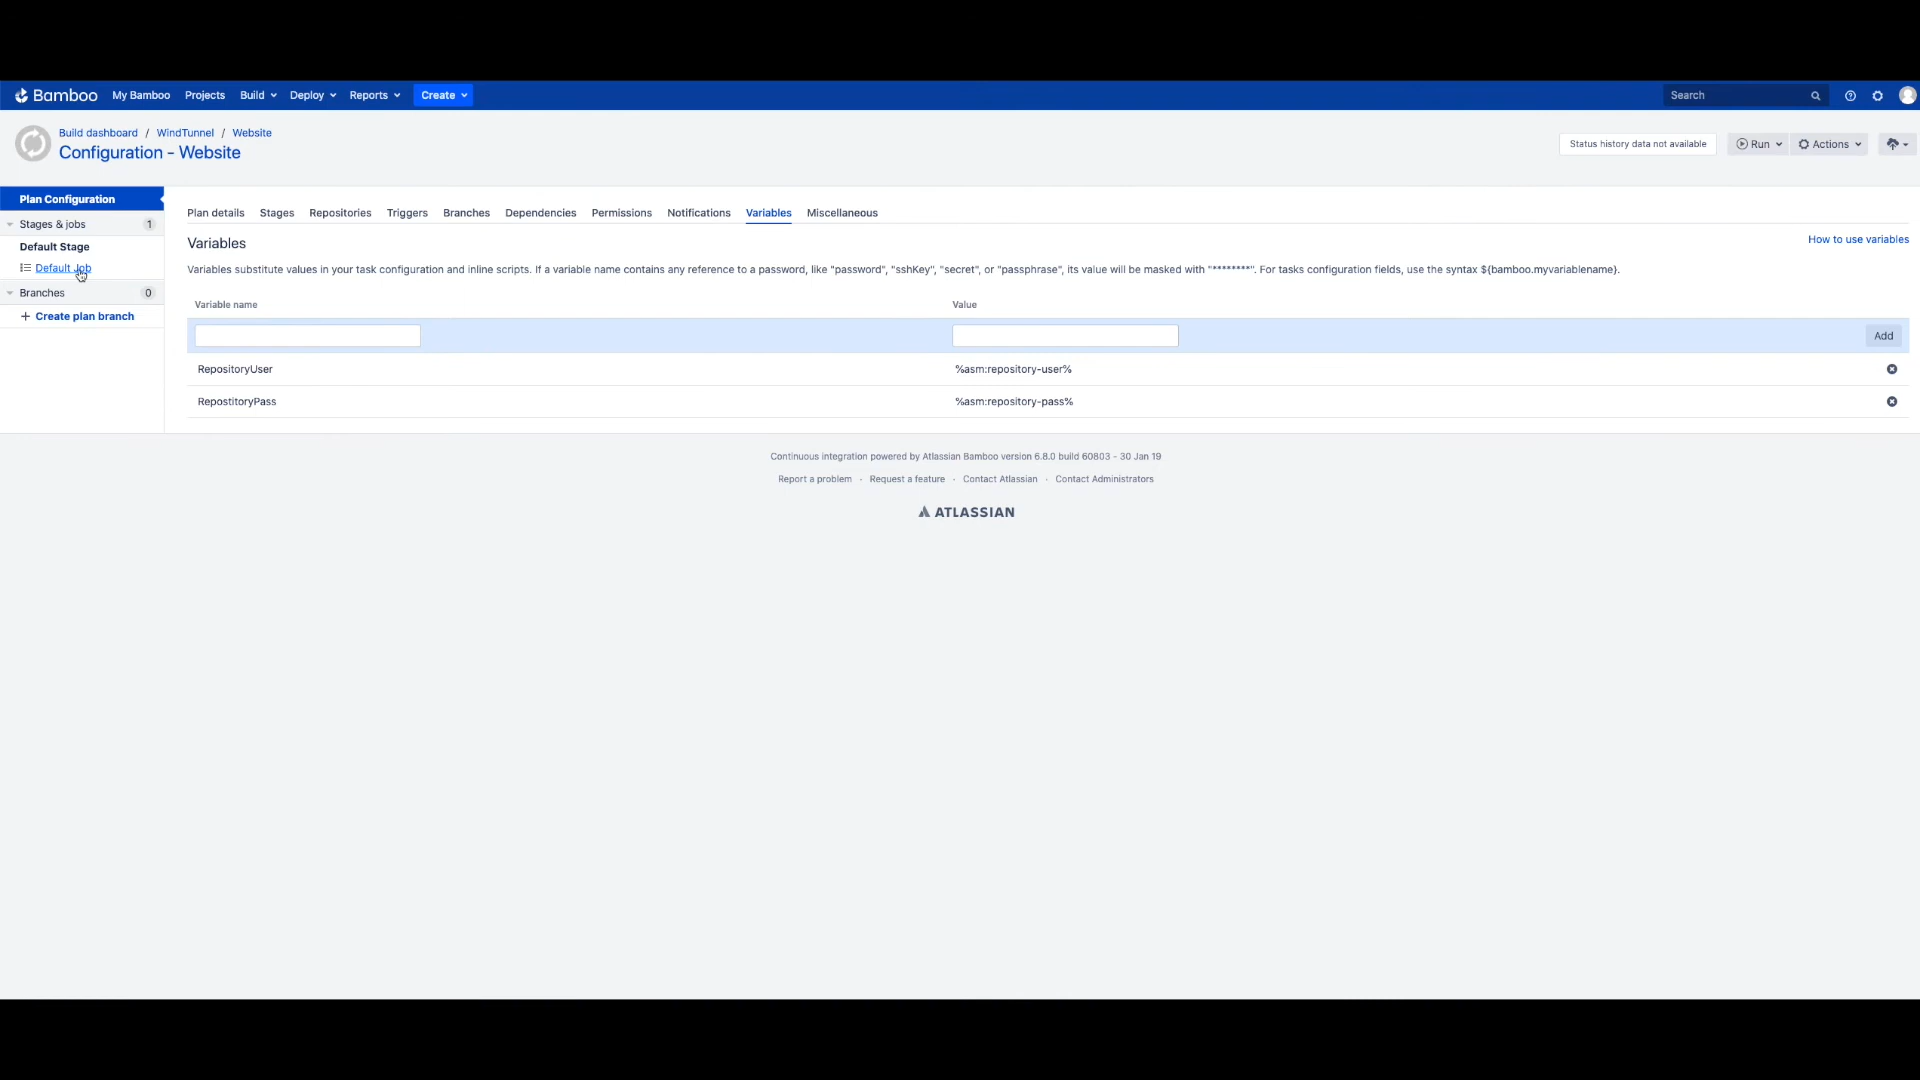 Bamboo My Bamboo Projects Build Deploy Reports Create Search
Build dashboard / WindTunnel / Website
Configuration - Website
Status history data not available Run Actions
Plan Configuration
Stages & jobs 1
Default Stage
Default Job
Branches 0
+ Create plan branch
Plan details Stages Repositories Triggers Branches Dependencies Permissions Notifications Variables Miscellaneous
Variables
How to use variables
Variables substitute values in your task configuration and inline scripts. If a variable name contains any reference to a password, like "password", "sshKey", "secret", or "passphrase", its value will be masked with "********". For tasks configuration fields, use the syntax ${bamboo.myvariablename}.
Variable name Value
Add
RepositoryUser %asm:repository-user%
RepostitoryPass %asm:repository-pass%
Continuous integration powered by Atlassian Bamboo version 6.8.0 build 60803 - 30 Jan 19
Report a problem · Request a feature · Contact Atlassian · Contact Administrators
ATLASSIAN